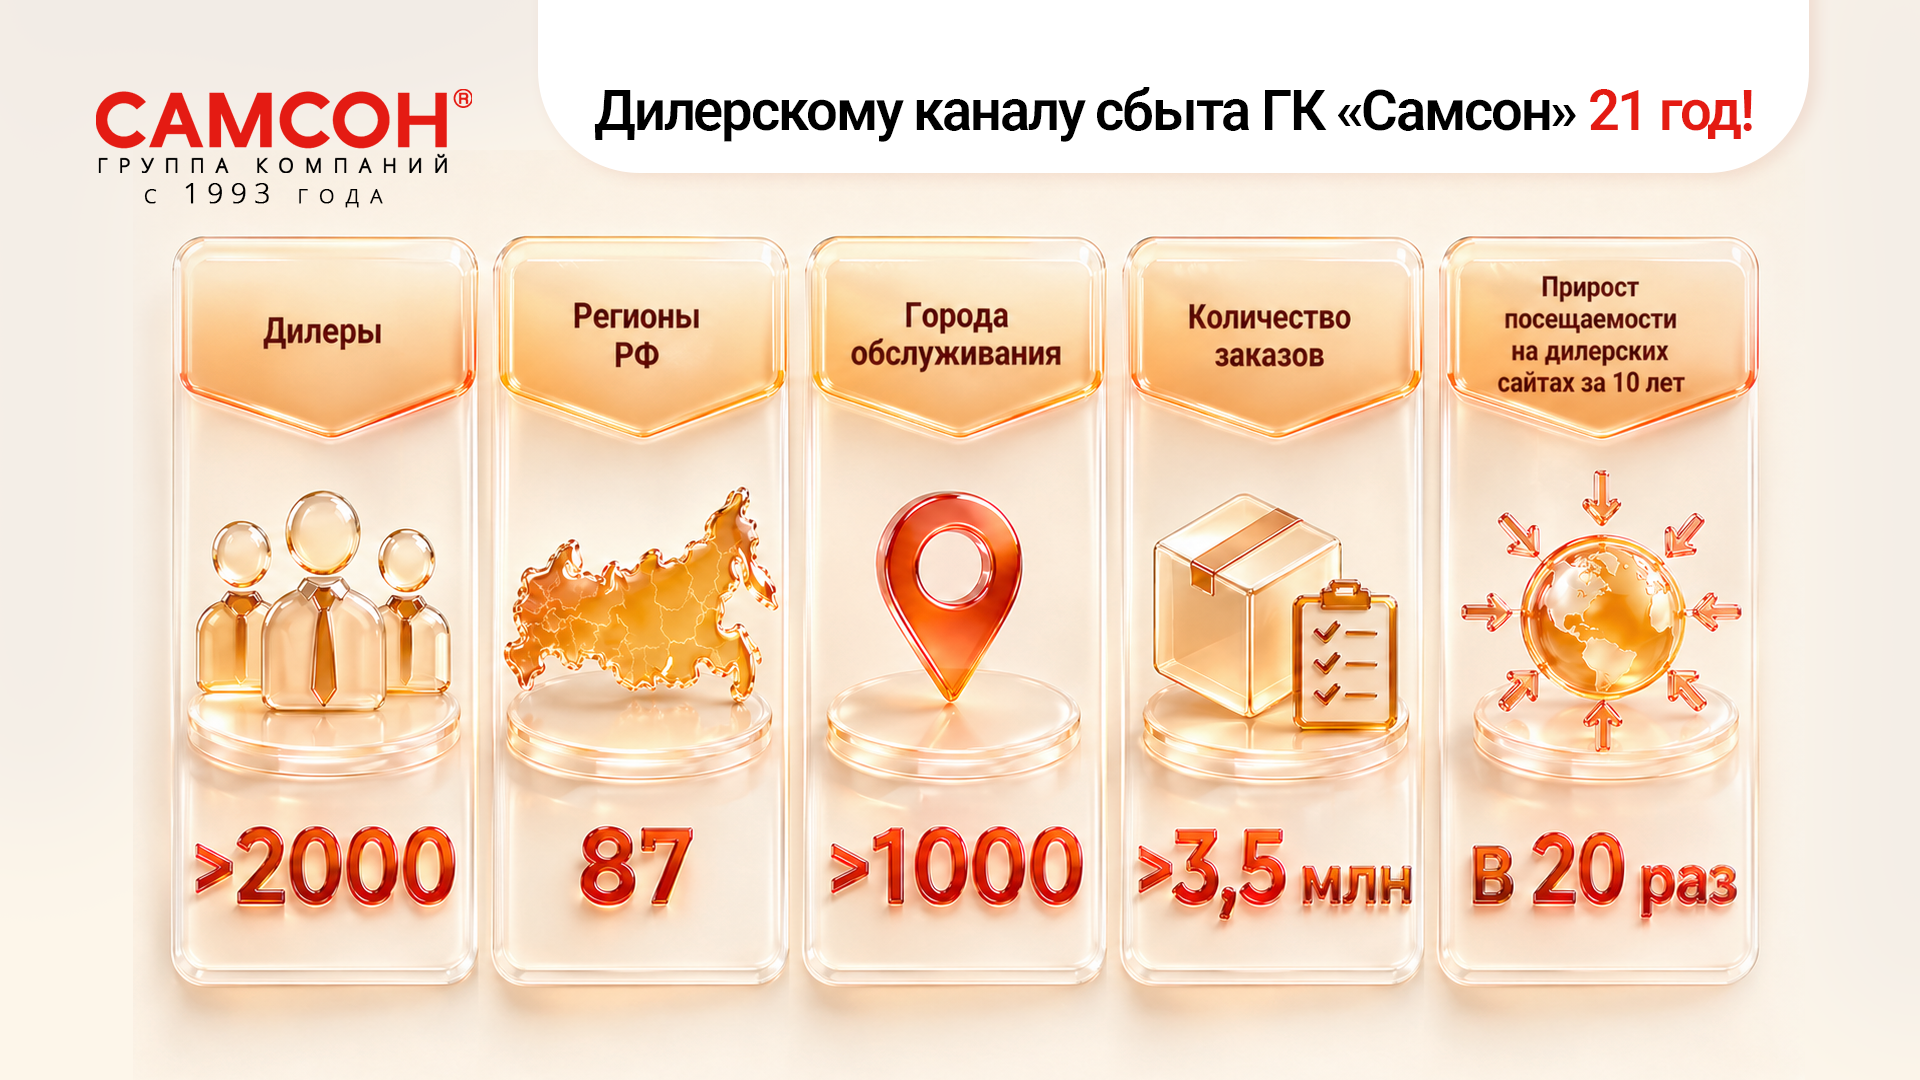 САМСОН®
ГРУППА КОМПАНИЙ
С 1993 ГОДА
Дилерскому каналу сбыта ГК «Самсон» 21 год!
Дилеры
>2000
Регионы
РФ
87
Города
обслуживания
>1000
Количество
заказов
>3,5 млн
Прирост
посещаемости
на дилерских
сайтах за 10 лет
В 20 раз